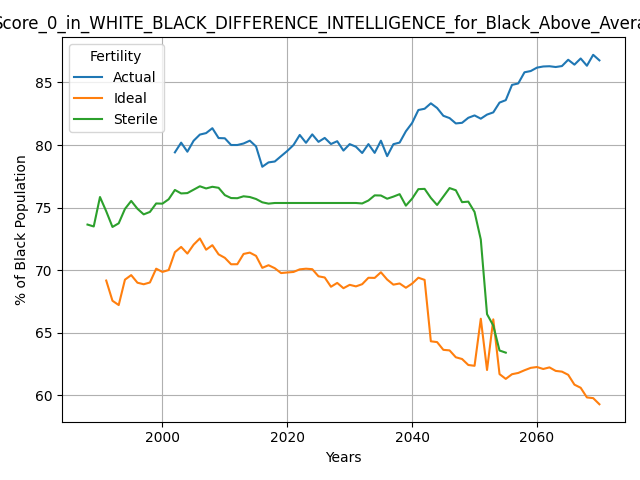 Score_0_in_WHITE_BLACK_DIFFERENCE_INTELLIGENCE_for_Black_Above_Avera
Fertility
Actual
Ideal
Sterile
85
80
75
70
65
60
% of Black Population
2000
2020
2040
2060
Years